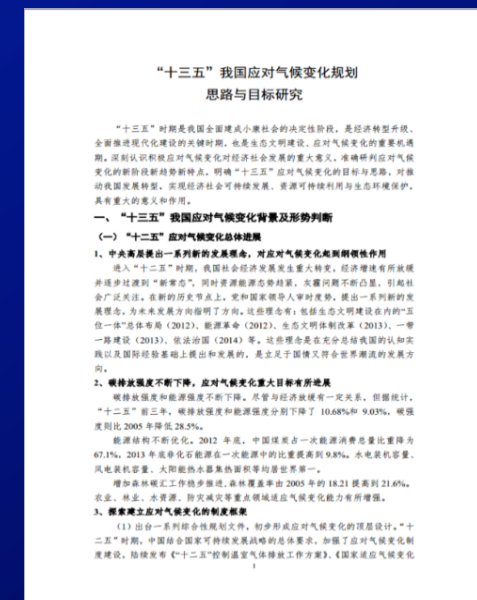 “十三五”我国应对气候变化规划
思路与目标研究
“十三五”时期是我国全面建成小康社会的决定性阶段，是经济转型升级、
全面推进现代化建设的关键时期，也是生态文明建设、应对气候变化的重要机遇
期。深刻认识积极应对气候变化对经济社会发展的重大意义，准确研判应对气候
变化的新阶段新趋势新特点，明确“十三五”应对气候变化的目标与思路，对推
动我国发展转型，实现经济社会可持续发展、资源可持续利用与生态环境保护，
具有重大的意义和作用。
一、“十三五”我国应对气候变化背景及形势判断
（一）“十二五”应对气候变化总体进展
1、中央高层提出一系列新的发展理念，对应对气候变化起到纲领性作用
进入“十二五”时期，我国社会经济发展发生重大转变，经济增速有所放缓
并逐步过渡到“新常态”，同时资源能源态势趋紧，灰霾问题不断凸显，引起社
会广泛关注。在新的历史节点上，党和国家领导人审时度势，提出一系列新的发
展理念，为未来发展方向指明了方向。这些理念有：包括生态文明建设在内的“五
位一体”总体布局（2012）、能源革命（2012）、生态文明体制改革（2013）、一带
一路建设（2013）、依法治国（2014）等。这些理念是在充分总结我国的认知实
践以及国际经验基础上提出和发展的，是立足于国情又符合世界潮流的发展方
向。
2、碳排放强度不断下降，应对气候变化重大目标有所进展
碳排放强度和能源强度不断下降。尽管与经济放缓有一定关系，但据统计，
“十二五”前三年，碳排放强度和能源强度分别下降了 10.68%和 9.03%，碳强
度则比 2005 年降低 28.5%。
能源结构不断优化。2012 年底，中国煤炭占一次能源消费总量比重降为
67.1%，2013 年底非化石能源在一次能源中的比重提高到 9.8%。水电装机容量、
风电装机容量、太阳能热水器集热面积等均居世界第一。
增加森林碳汇工作稳步推进，森林覆盖率由 2005 年的 18.21 提高到 21.6%。
农业、林业、水资源、防灾减灾等重点领域适应气候变化能力有所增强。
3、探索建立应对气候变化的制度框架
（1）出台一系列综合性规划文件，初步形成应对气候变化的顶层设计。“十
二五”时期，中国结合国家可持续发展战略的总体要求，加强了应对气候变化制
度建设，陆续发布《“十二五”控制温室气体排放工作方案》、《国家适应气候变化
1